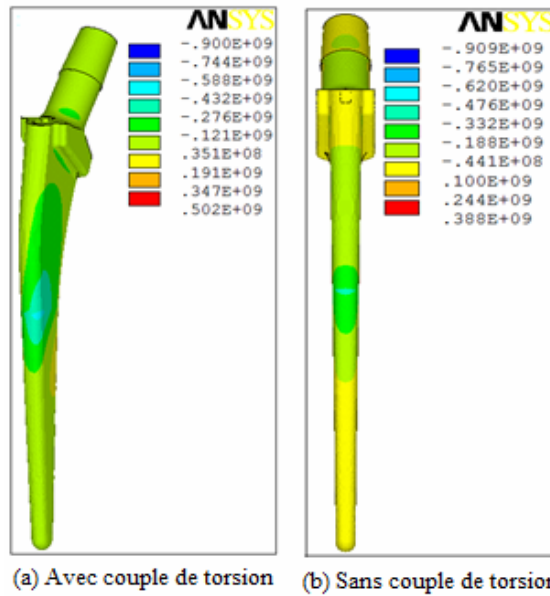 ANSYS
-.900E+09
-.744E+09
-.588E+09
-.432E+09
-.276E+09
-.121E+09
.351E+08
.191E+09
.347E+09
.502E+09
(a) Avec couple de torsion
ANSYS
-.909E+09
-.765E+09
-.620E+09
-.476E+09
-.332E+09
-.188E+09
-.441E+08
.100E+09
.244E+09
.388E+09
(b) Sans couple de torsion